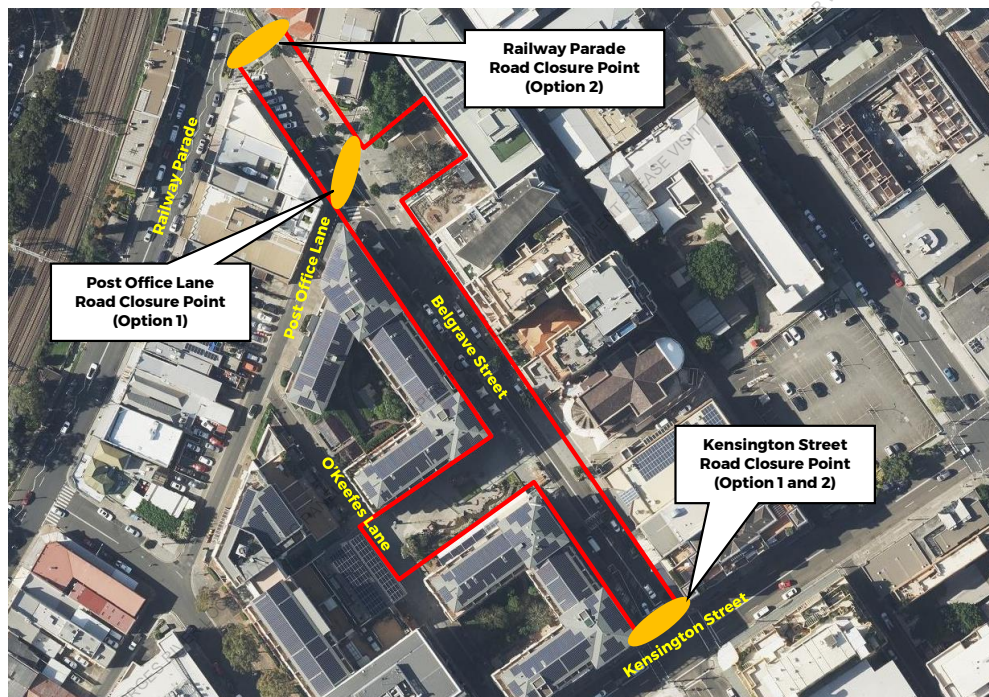 Railway Parade
Road Closure Point
(Option 2)
Railway Parade
Post Office Lane
Road Closure Point
(Option 1)
Post Office Lane
Belgrave Street
O'Keefes Lane
Kensington Street
Road Closure Point
(Option 1 and 2)
Kensington Street